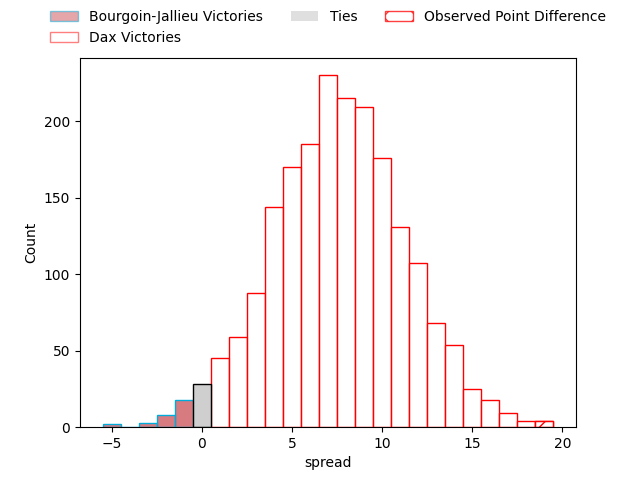 Bourgoin-Jallieu Victories
Ties
Observed Point Difference
Dax Victories
Count
200
150
100
50
0
−5
0
5
10
15
20
spread